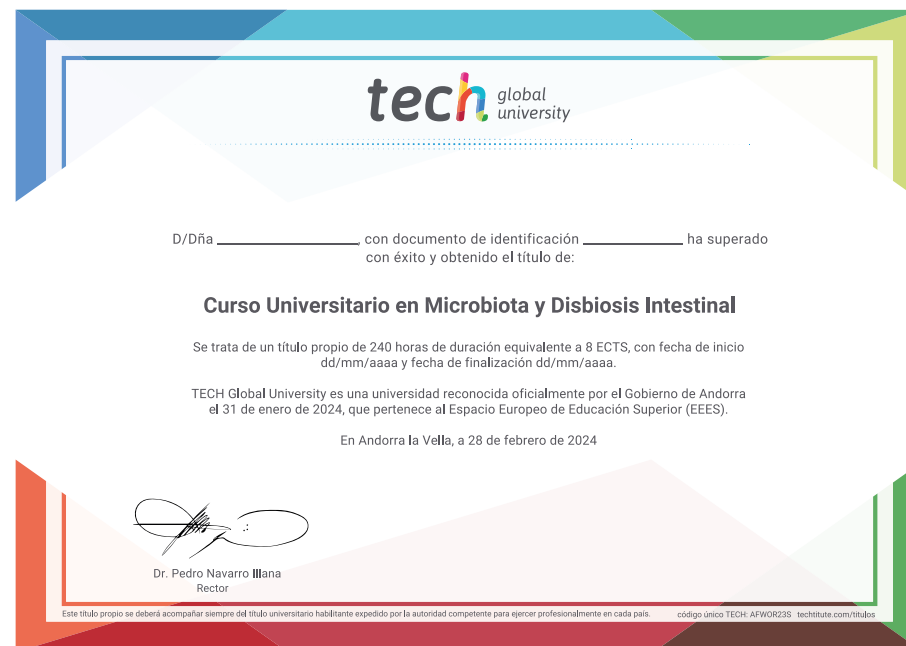 tech global university
D/Dña ____________________, con documento de identificación ______________ ha superado
con éxito y obtenido el título de:
Curso Universitario en Microbiota y Disbiosis Intestinal
Se trata de un título propio de 240 horas de duración equivalente a 8 ECTS, con fecha de inicio
dd/mm/aaaa y fecha de finalización dd/mm/aaaa.
TECH Global University es una universidad reconocida oficialmente por el Gobierno de Andorra
el 31 de enero de 2024, que pertenece al Espacio Europeo de Educación Superior (EEES).
En Andorra la Vella, a 28 de febrero de 2024
Dr. Pedro Navarro Illana
Rector
Este título propio se deberá acompañar siempre del título universitario habilitante expedido por la autoridad competente para ejercer profesionalmente en cada país. código único TECH: AFWOR23S techtitute.com/titulos